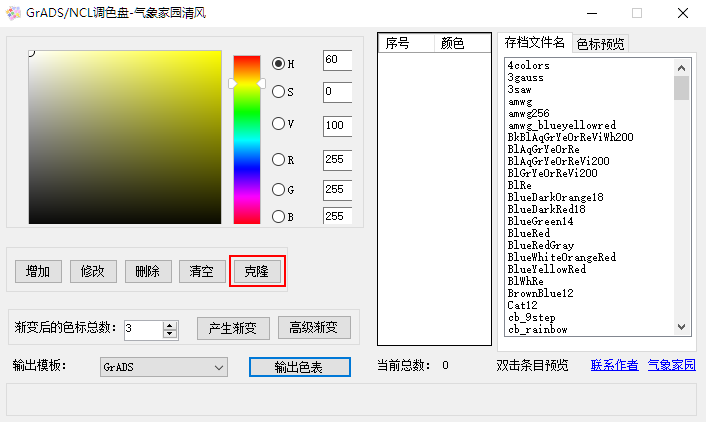 GrADS/NCL调色盘-气象家园清风
H 60
S 0
V 100
R 255
G 255
B 255
增加 修改 删除 清空 克隆
渐变后的色标总数: 3 产生渐变 高级渐变
输出模板: GrADS 输出色表
序号 颜色
当前总数: 0
存档文件名 色标预览
4colors
3gauss
3saw
amwg
amwg256
amwg_blueyellowred
BkBlAqGrYeOrReViWh200
BlAqGrYeOrRe
BlAqGrYeOrReVi200
BlGrYeOrReVi200
BlRe
BlueDarkOrange18
BlueDarkRed18
BlueGreen14
BlueRed
BlueRedGray
BlueWhiteOrangeRed
BlueYellowRed
BlWhRe
BrownBlue12
Cat12
cb_9step
cb_rainbow
双击条目预览 联系作者 气象家园